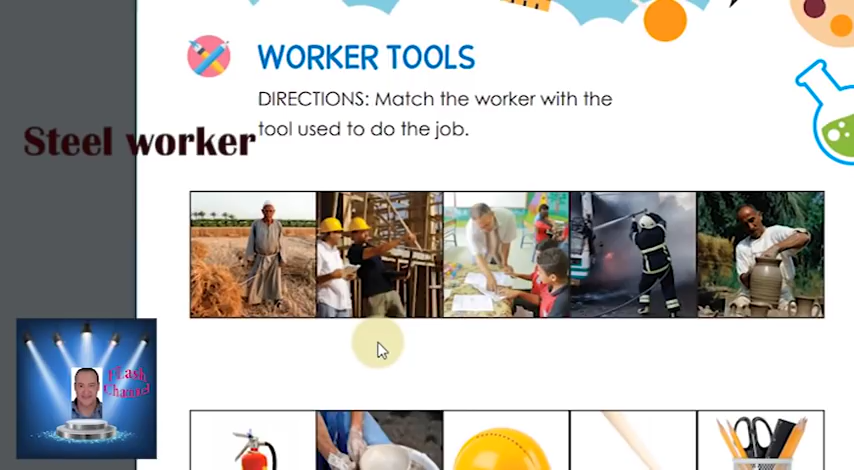 WORKER TOOLS
DIRECTIONS: Match the worker with the
tool used to do the job.
Steel worker
Flash
Channel